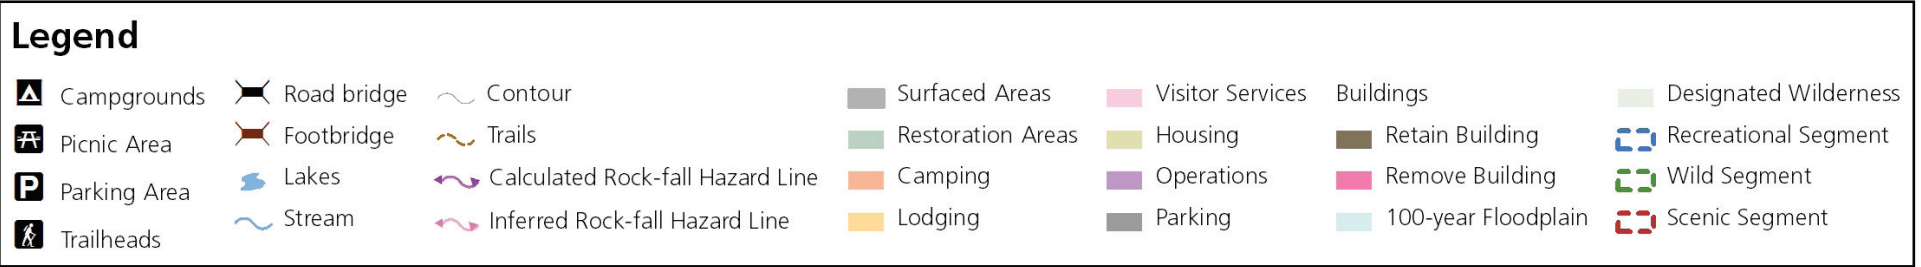 Legend
Campgrounds
Picnic Area
P
Parking Area
Trailheads
Road bridge
Footbridge
Lakes
Stream
Contour
Trails
Calculated Rock-fall Hazard Line
Inferred Rock-fall Hazard Line
Surfaced Areas
Restoration Areas
Camping
Lodging
Visitor Services
Housing
Operations
Parking
Buildings
Retain Building
Remove Building
100-year Floodplain
Designated Wilderness
Recreational Segment
Wild Segment
Scenic Segment